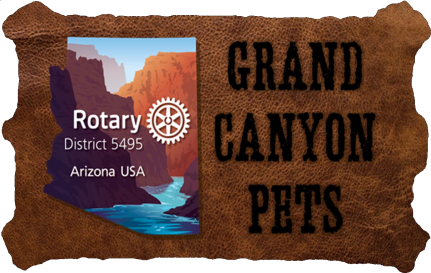 Rotary
District 5495
Arizona USA
GRAND
CANYON
PETS